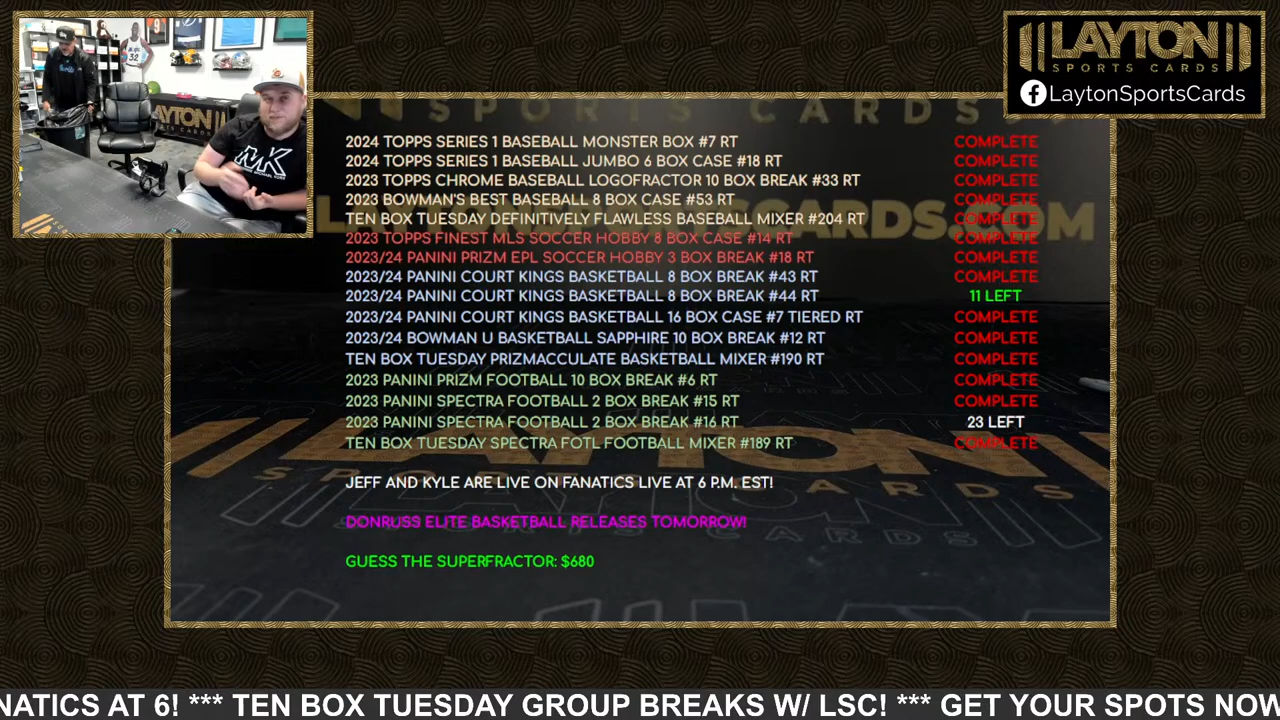 LAYTON
SPORTS CARDS
LaytonSportsCards
SPORTS CARDS
2024 TOPPS SERIES 1 BASEBALL MONSTER BOX #7 RT COMPLETE
2024 TOPPS SERIES 1 BASEBALL JUMBO 6 BOX CASE #18 RT COMPLETE
2023 TOPPS CHROME BASEBALL LOGOFRACTOR 10 BOX BREAK #33 RT COMPLETE
2023 BOWMAN'S BEST BASEBALL 8 BOX CASE #53 RT COMPLETE
TEN BOX TUESDAY DEFINITIVELY FLAWLESS BASEBALL MIXER #204 RT COMPLETE
2023 TOPPS FINEST MLS SOCCER HOBBY 8 BOX CASE #14 RT COMPLETE
2023/24 PANINI PRIZM EPL SOCCER HOBBY 3 BOX BREAK #18 RT COMPLETE
2023/24 PANINI COURT KINGS BASKETBALL 8 BOX BREAK #43 RT COMPLETE
2023/24 PANINI COURT KINGS BASKETBALL 8 BOX BREAK #44 RT 11 LEFT
2023/24 PANINI COURT KINGS BASKETBALL 16 BOX CASE #7 TIERED RT COMPLETE
2023/24 BOWMAN U BASKETBALL SAPPHIRE 10 BOX BREAK #12 RT COMPLETE
TEN BOX TUESDAY PRIZMACCULATE BASKETBALL MIXER #190 RT COMPLETE
2023 PANINI PRIZM FOOTBALL 10 BOX BREAK #6 RT COMPLETE
2023 PANINI SPECTRA FOOTBALL 2 BOX BREAK #15 RT COMPLETE
2023 PANINI SPECTRA FOOTBALL 2 BOX BREAK #16 RT 23 LEFT
TEN BOX TUESDAY SPECTRA FOTL FOOTBALL MIXER #189 RT COMPLETE
JEFF AND KYLE ARE LIVE ON FANATICS LIVE AT 6 P.M. EST!
DONRUSS ELITE BASKETBALL RELEASES TOMORROW!
GUESS THE SUPERFRACTOR: $680
NATICS AT 6! *** TEN BOX TUESDAY GROUP BREAKS W/ LSC! *** GET YOUR SPOTS NOW